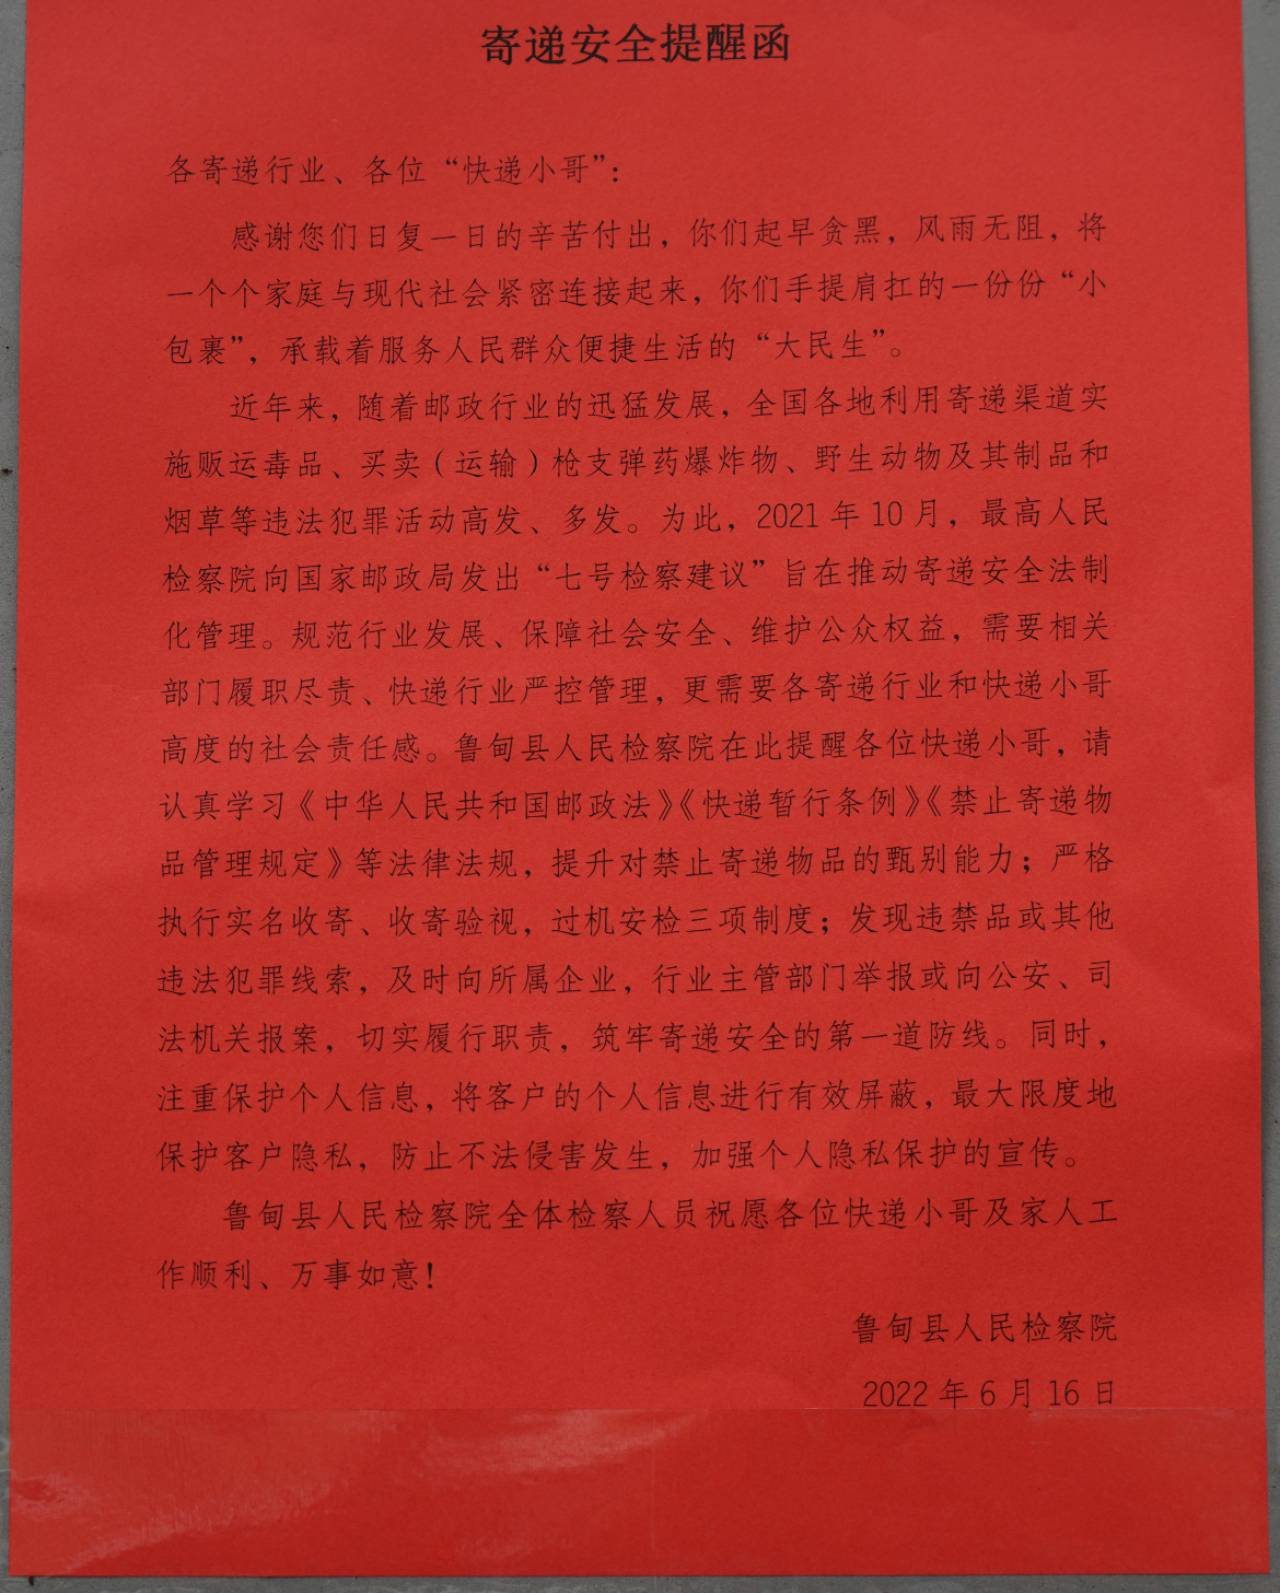 寄递安全提醒函
各寄递行业、各位“快递小哥”：
感谢您们日复一日的辛苦付出，你们起早贪黑，风雨无阻，将
一个个家庭与现代社会紧密连接起来，你们手提肩扛的一份份“小
包裹”，承载着服务人民群众便捷生活的“大民生”。
近年来，随着邮政行业的迅猛发展，全国各地利用寄递渠道实
施贩运毒品、买卖（运输）枪支弹药爆炸物、野生动物及其制品和
烟草等违法犯罪活动高发、多发。为此，2021年10月，最高人民
检察院向国家邮政局发出“七号检察建议”旨在推动寄递安全法制
化管理。规范行业发展、保障社会安全、维护公众权益，需要相关
部门履职尽责、快递行业严控管理，更需要各寄递行业和快递小哥
高度的社会责任感。鲁甸县人民检察院在此提醒各位快递小哥，请
认真学习《中华人民共和国邮政法》《快递暂行条例》《禁止寄递物
品管理规定》等法律法规，提升对禁止寄递物品的甄别能力；严格
执行实名收寄、收寄验视，过机安检三项制度；发现违禁品或其他
违法犯罪线索，及时向所属企业，行业主管部门举报或向公安、司
法机关报案，切实履行职责，筑牢寄递安全的第一道防线。同时，
注重保护个人信息，将客户的个人信息进行有效屏蔽，最大限度地
保护客户隐私，防止不法侵害发生，加强个人隐私保护的宣传。
鲁甸县人民检察院全体检察人员祝愿各位快递小哥及家人工
作顺利、万事如意！
鲁甸县人民检察院
2022年6月16日